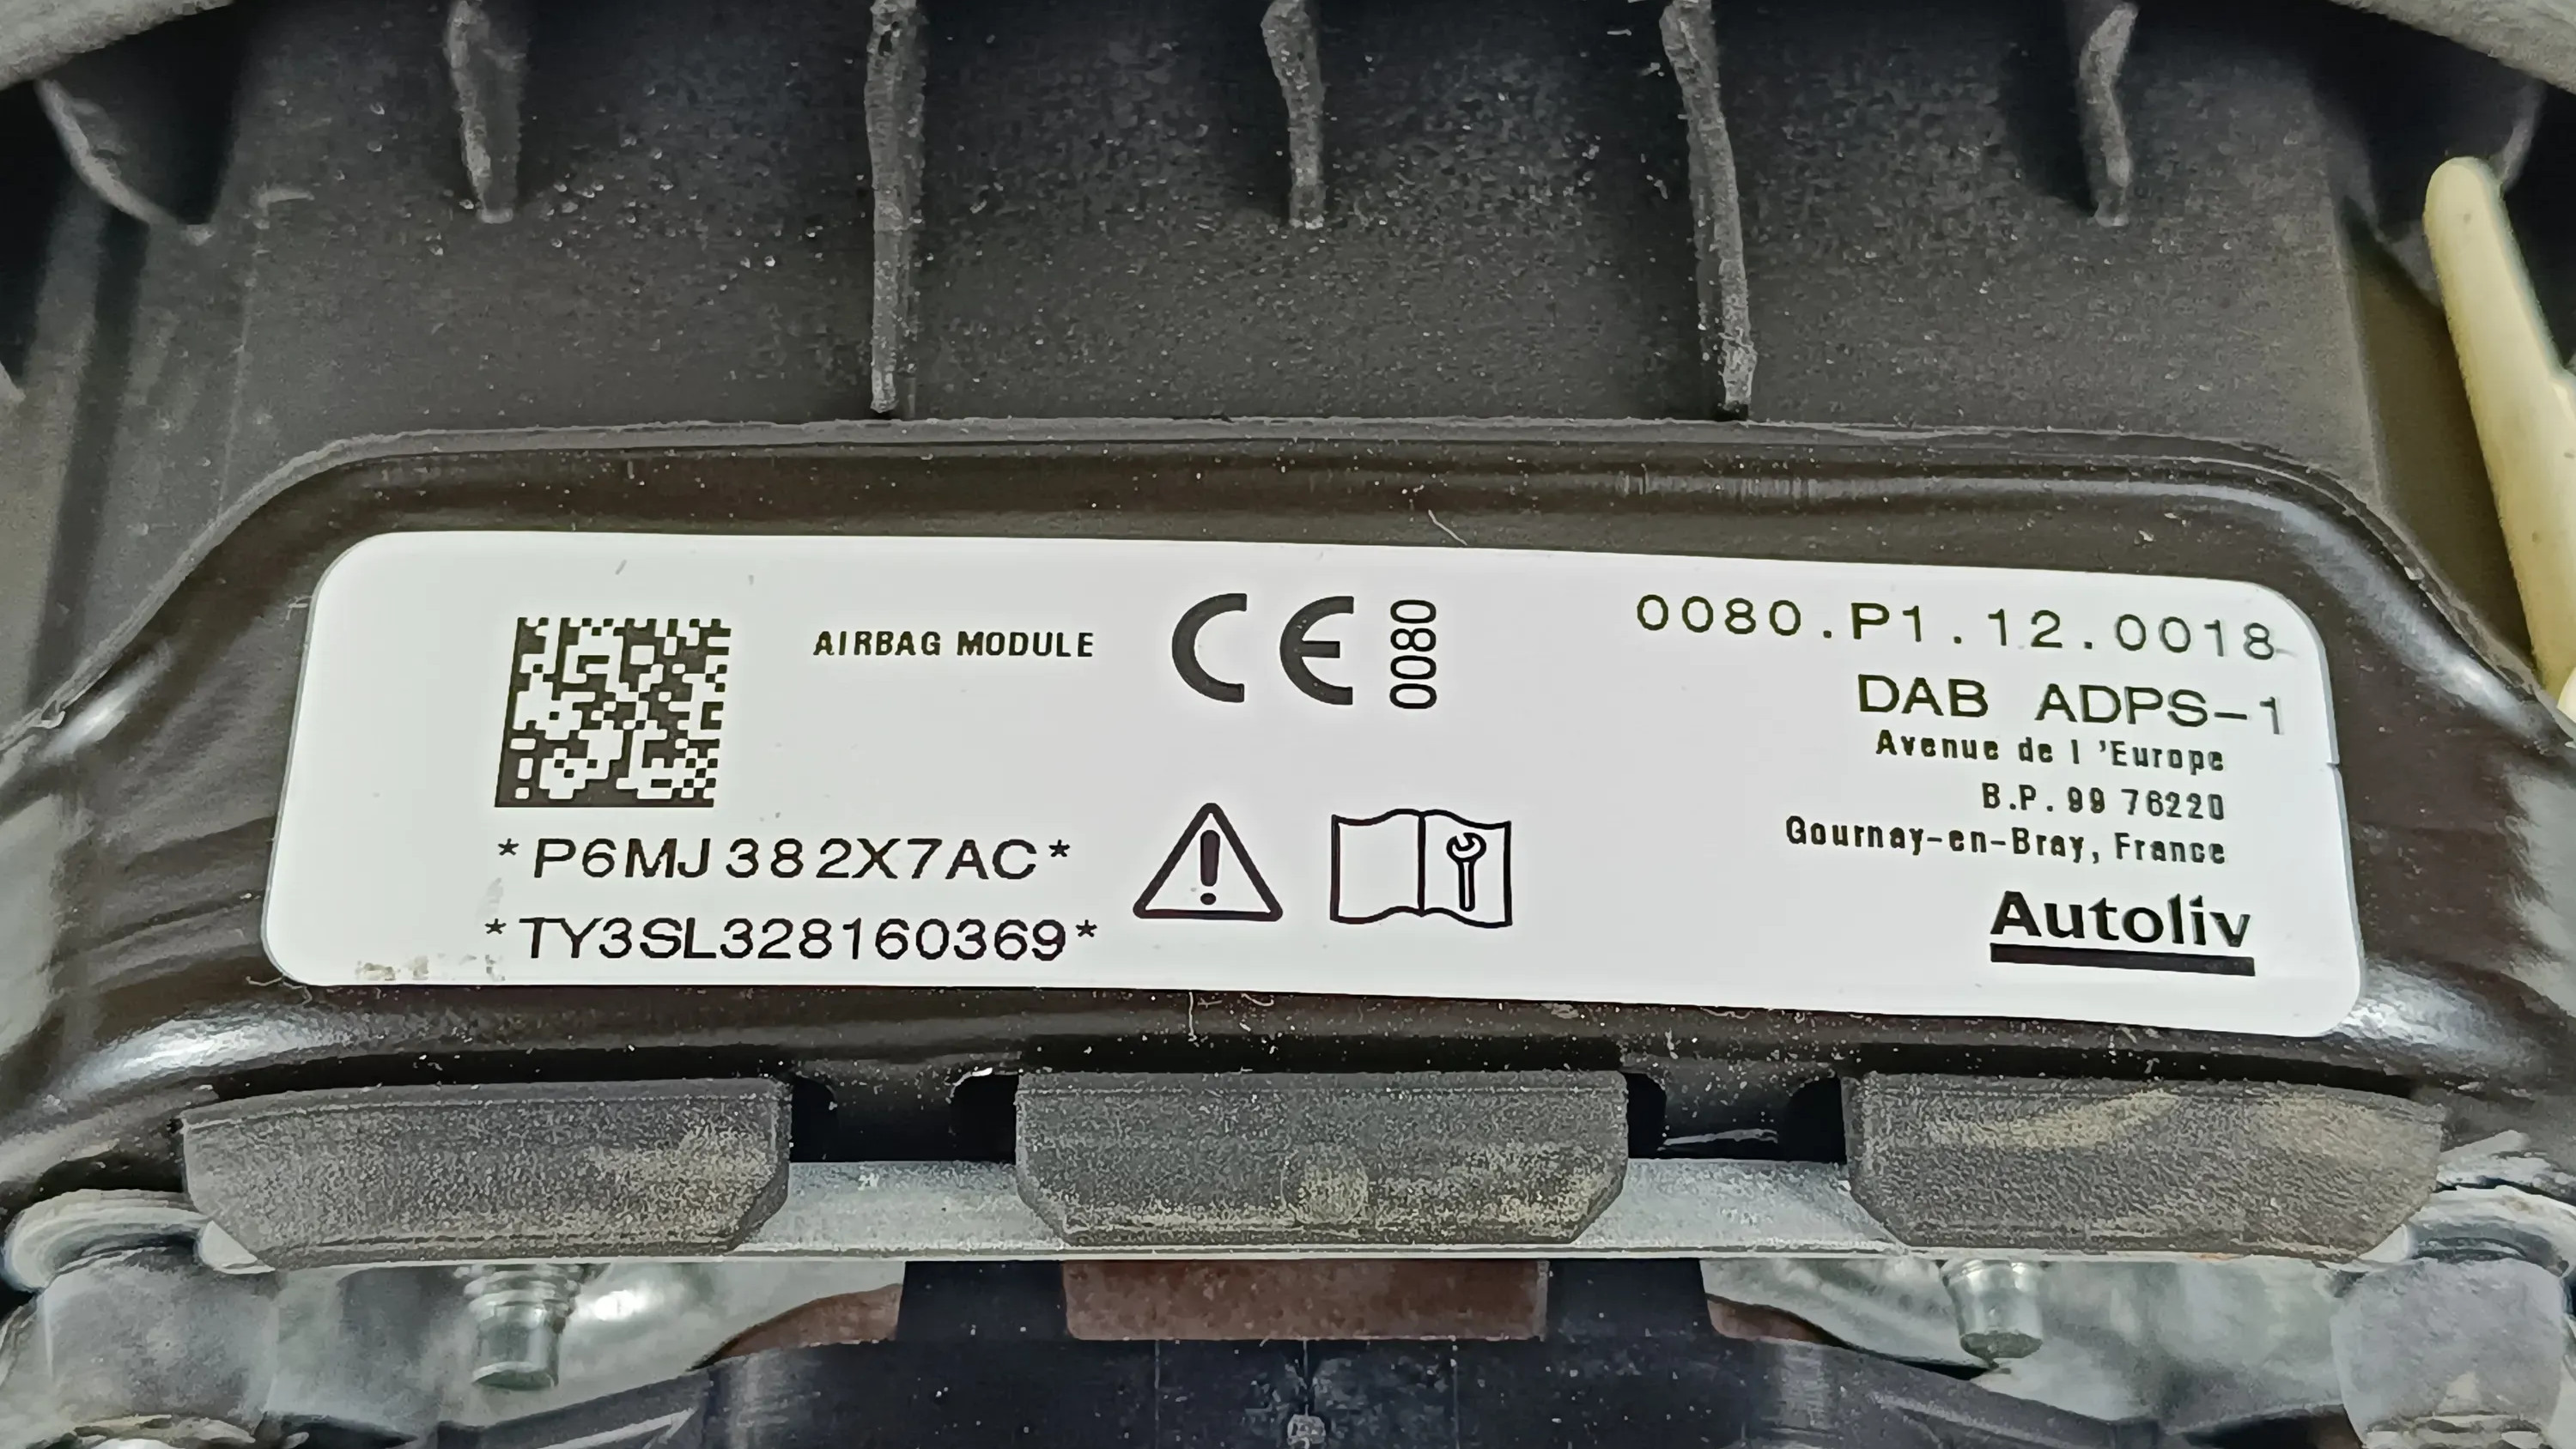 AIRBAG MODULE
CE 0080
*P6MJ382X7AC*
*TY3SL328160369*
0080.P1.12.0018
DAB ADPS-1
Avenue de l 'Europe
B.P. 99 76220
Gournay-en-Bray, France
Autoliv